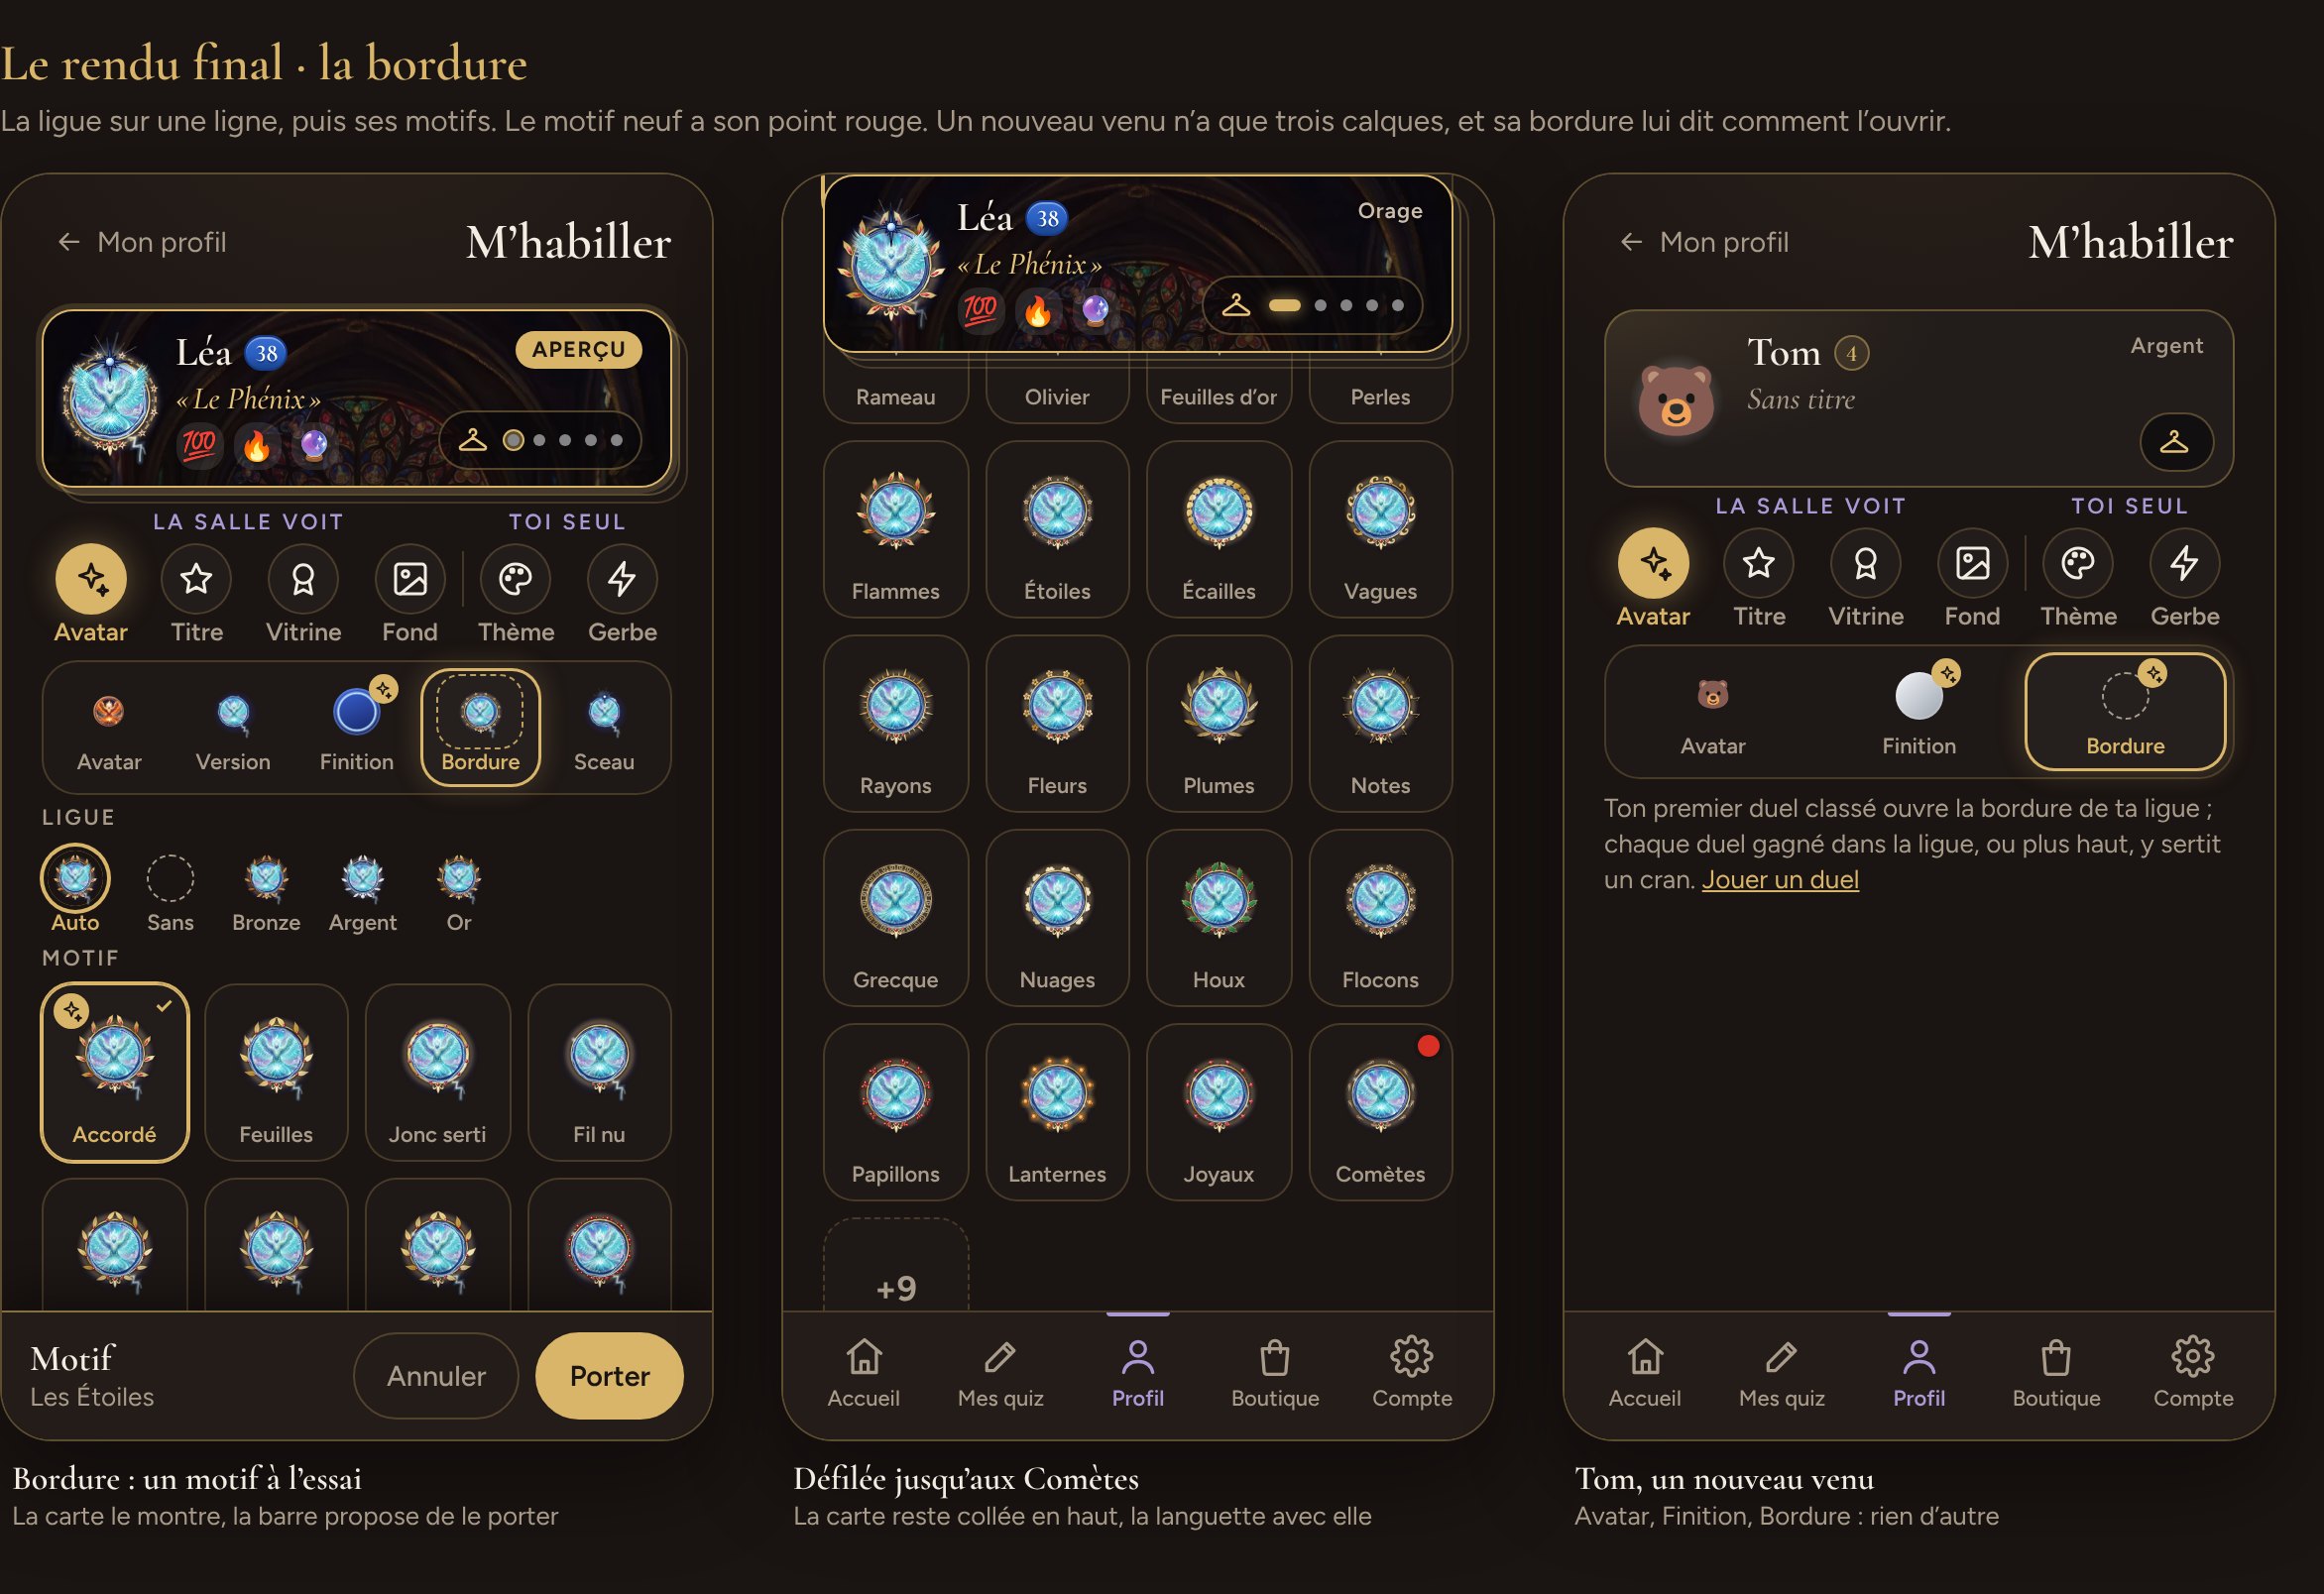 Le rendu final · la bordure
La ligue sur une ligne, puis ses motifs. Le motif neuf a son point rouge. Un nouveau venu n’a que trois calques, et sa bordure lui dit comment l’ouvrir.
← Mon profil
M’habiller
Léa 38
APERÇU
« Le Phénix »
100
LA SALLE VOIT
TOI SEUL
Avatar Titre Vitrine Fond Thème Gerbe
Avatar Version Finition Bordure Sceau
LIGUE
Auto Sans Bronze Argent Or
MOTIF
Accordé Feuilles Jonc serti Fil nu
Motif
Les Étoiles
Annuler
Porter
Bordure : un motif à l’essai
La carte le montre, la barre propose de le porter
Léa 38
Orage
« Le Phénix »
100
Rameau Olivier Feuilles d’or Perles
Flammes Étoiles Écailles Vagues
Rayons Fleurs Plumes Notes
Grecque Nuages Houx Flocons
Papillons Lanternes Joyaux Comètes
+9
Accueil Mes quiz Profil Boutique Compte
Défilée jusqu’aux Comètes
La carte reste collée en haut, la languette avec elle
← Mon profil
M’habiller
Tom 4
Argent
Sans titre
LA SALLE VOIT
TOI SEUL
Avatar Titre Vitrine Fond Thème Gerbe
Avatar Finition Bordure
Ton premier duel classé ouvre la bordure de ta ligue ;
chaque duel gagné dans la ligue, ou plus haut, y sertit
un cran. Jouer un duel
Accueil Mes quiz Profil Boutique Compte
Tom, un nouveau venu
Avatar, Finition, Bordure : rien d’autre